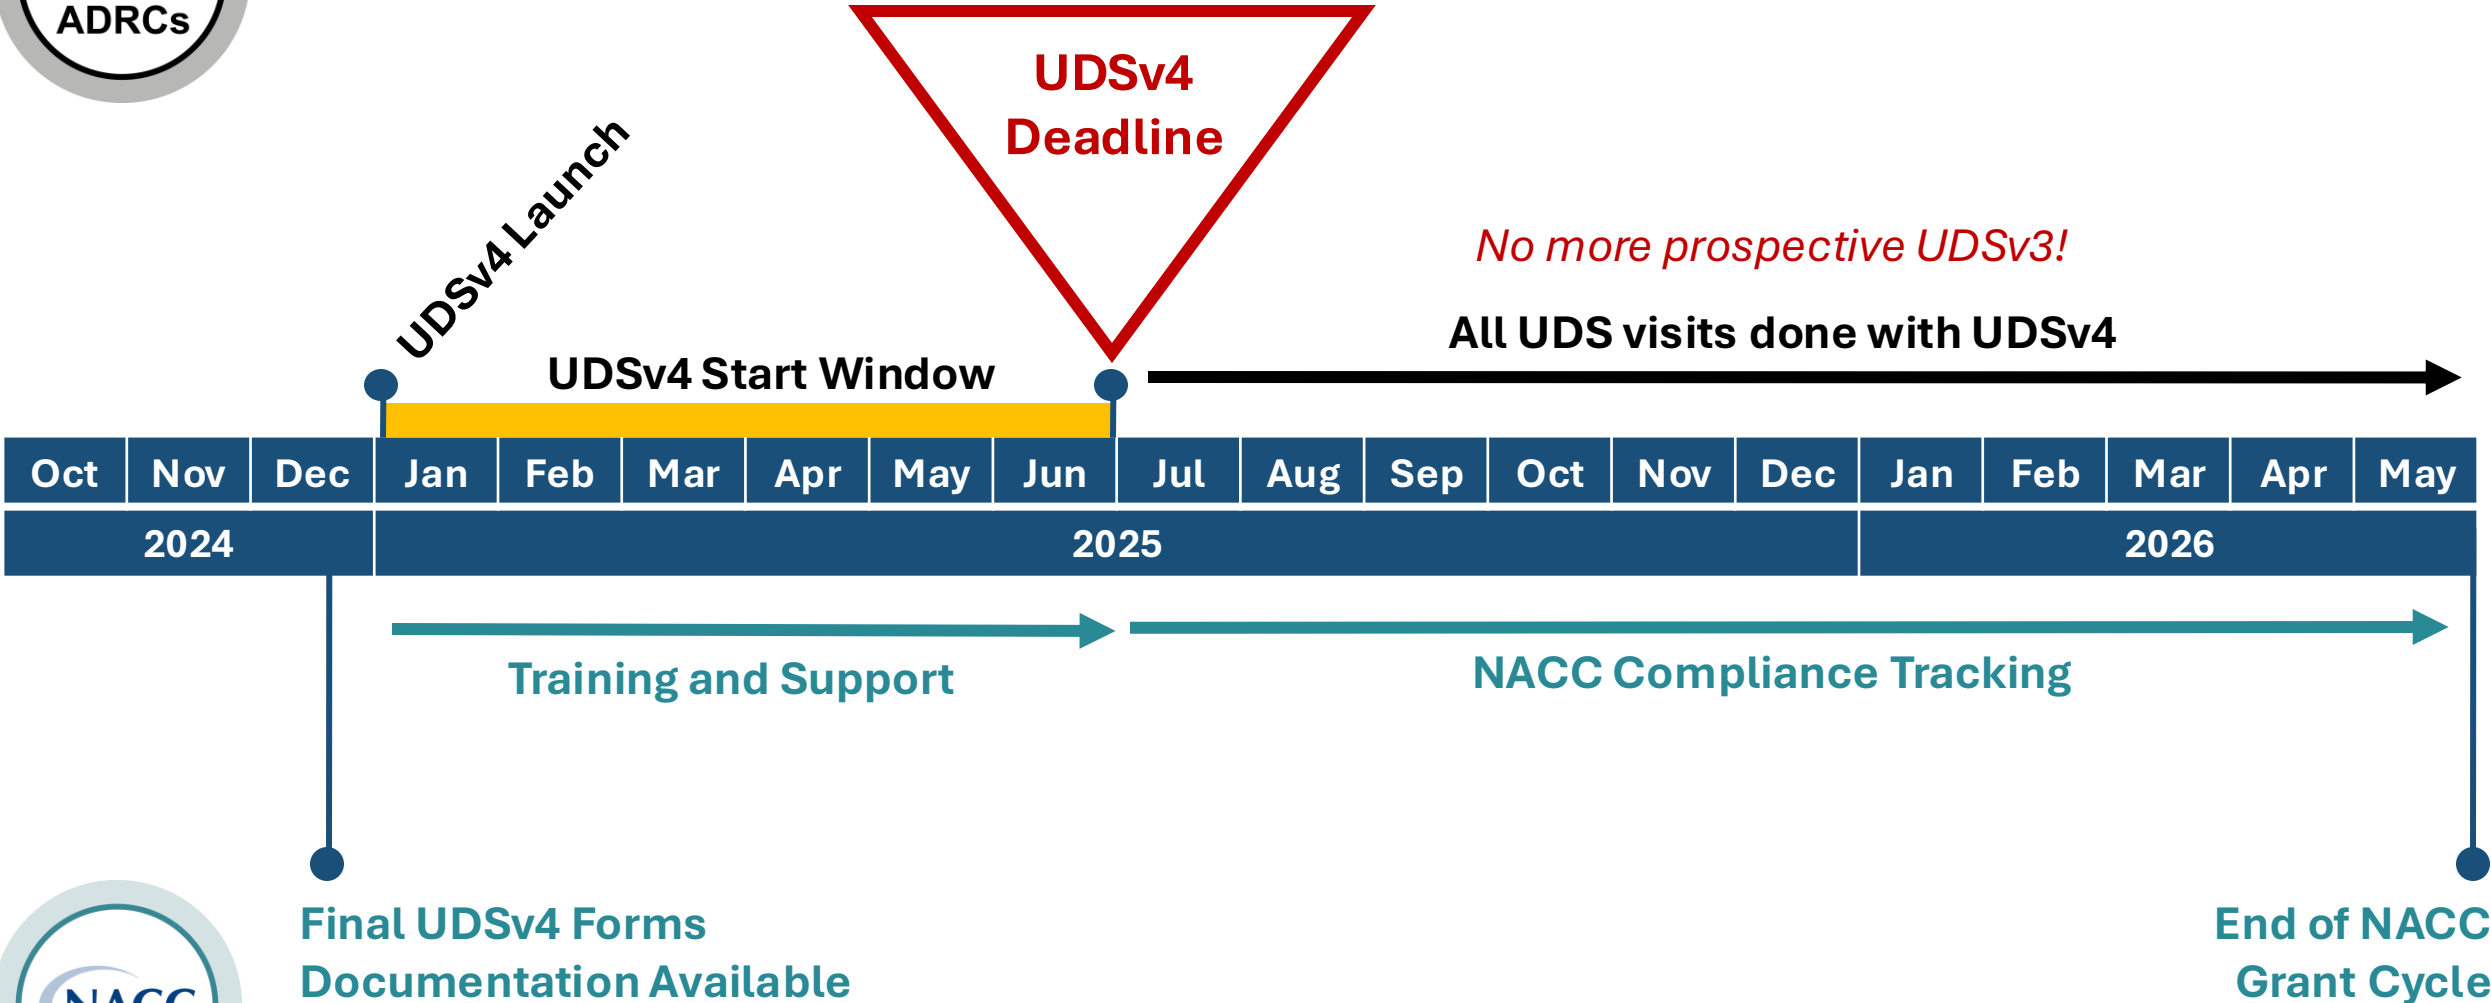 ADRCs
UDSv4
Deadline
UDSv4 Launch
No more prospective UDSv3!
All UDS visits done with UDSv4
UDSv4 Start Window
Oct Nov Dec Jan Feb Mar Apr May Jun Jul Aug Sep Oct Nov Dec Jan Feb Mar Apr May
2024 2025 2026
Training and Support
NACC Compliance Tracking
Final UDSv4 Forms
Documentation Available
End of NACC
Grant Cycle
NACC